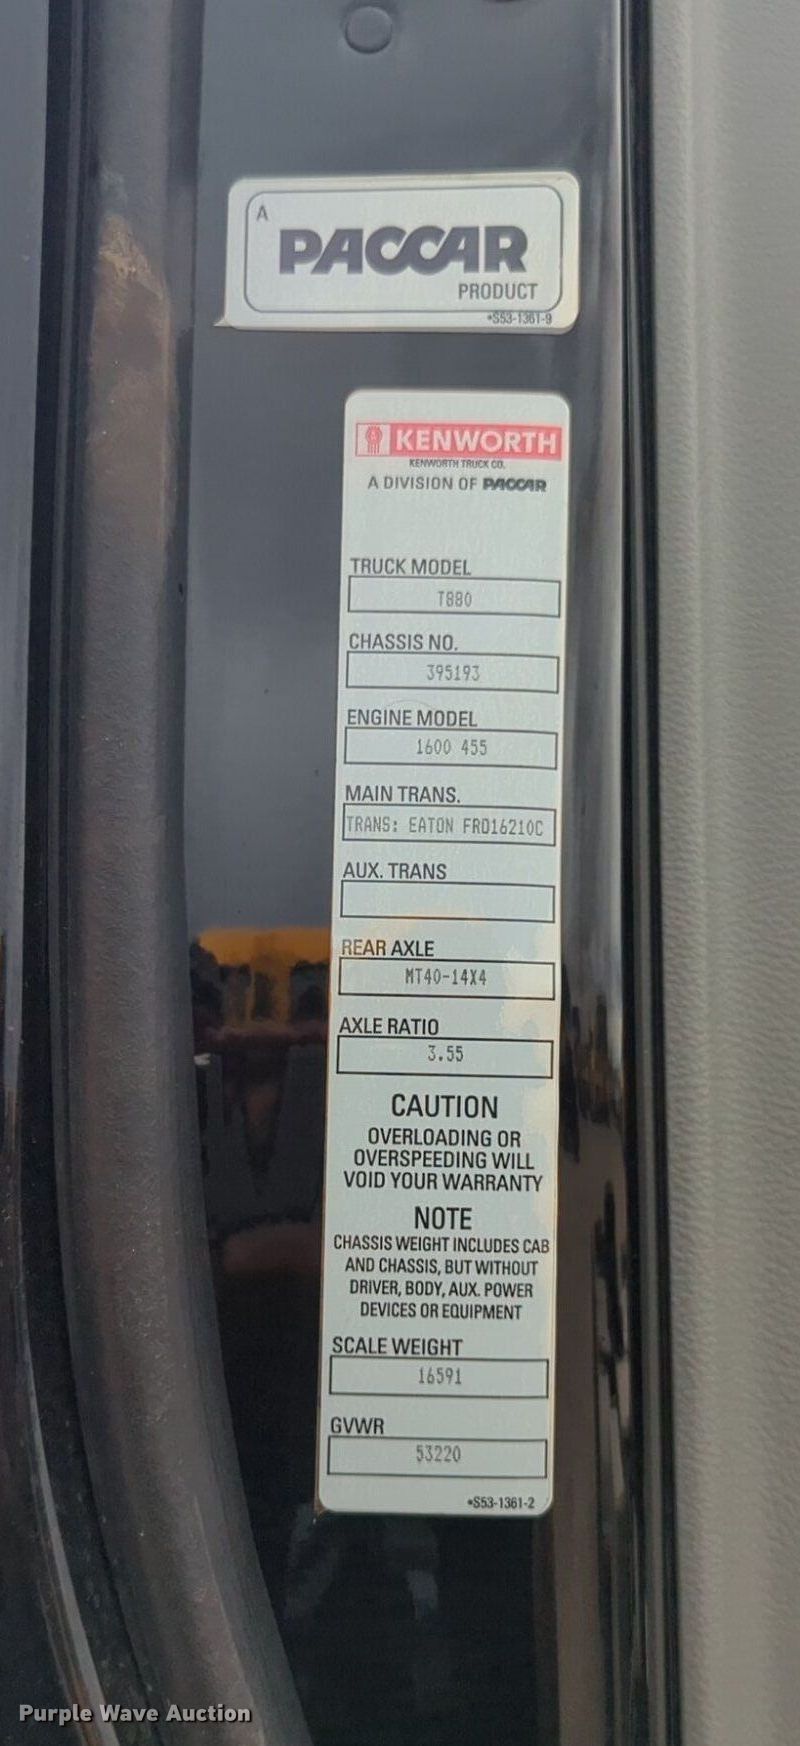 A
PACCAR
PRODUCT
*S53-1361-9
KENWORTH
KENWORTH TRUCK CO.
A DIVISION OF PACCAR
TRUCK MODEL
T880
CHASSIS NO.
395193
ENGINE MODEL
1600 455
MAIN TRANS.
TRANS: EATON FRO16210C
AUX. TRANS
REAR AXLE
MT40-14X4
AXLE RATIO
3.55
CAUTION
OVERLOADING OR
OVERSPEEDING WILL
VOID YOUR WARRANTY
NOTE
CHASSIS WEIGHT INCLUDES CAB
AND CHASSIS, BUT WITHOUT
DRIVER, BODY, AUX. POWER
DEVICES OR EQUIPMENT
SCALE WEIGHT
16591
GVWR
53220
*S53-1361-2
Purple Wave Auction